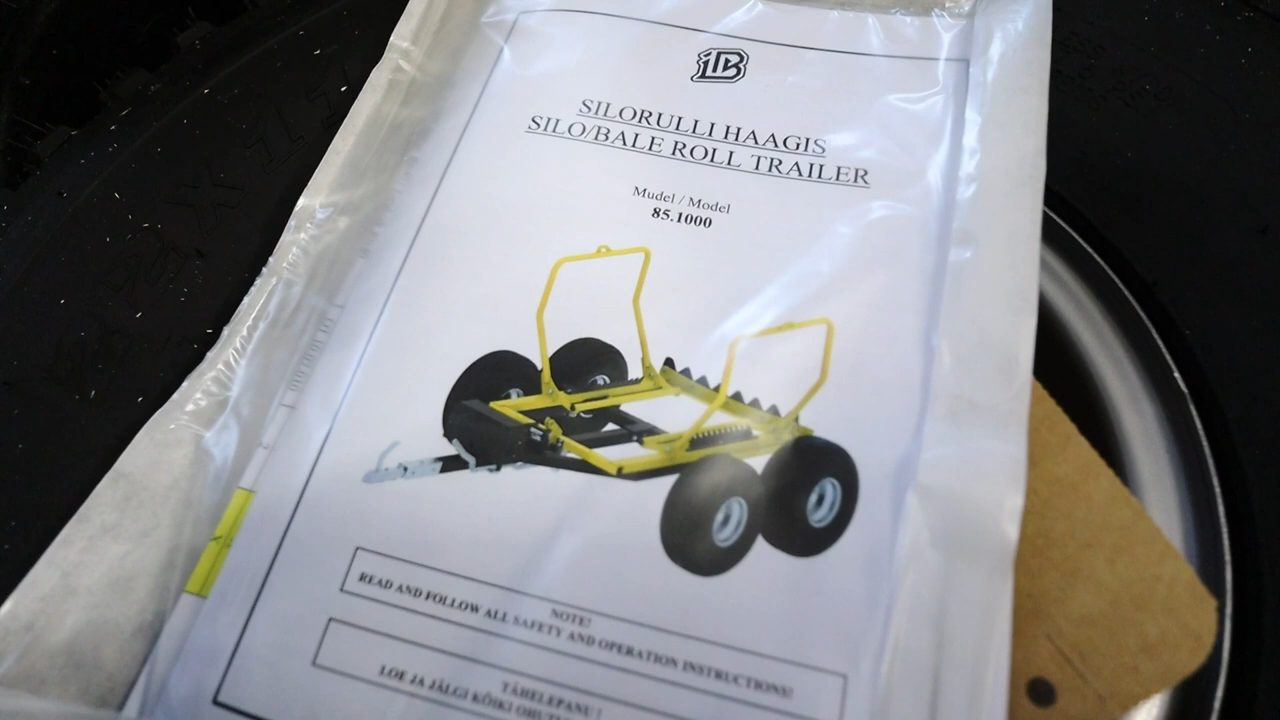 SILORULLI HAAGIS
SILO/BALE ROLL TRAILER
Mudel / Model
85.1000
NOTE!
READ AND FOLLOW ALL SAFETY AND OPERATION INSTRUCTIONS!
TÄHELEPANU !
LOE JA JÄLGI KÕIKI